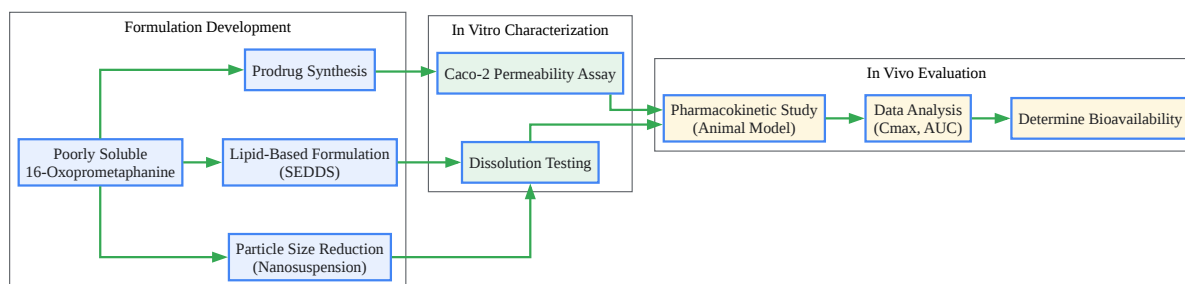 Formulation Development
Prodrug Synthesis
Poorly Soluble
16-Oxoprometaphanine
Lipid-Based Formulation
(SEDDS)
Particle Size Reduction
(Nanosuspension)
In Vitro Characterization
Caco-2 Permeability Assay
Dissolution Testing
In Vivo Evaluation
Pharmacokinetic Study
(Animal Model)
Data Analysis
(Cmax, AUC)
Determine Bioavailability